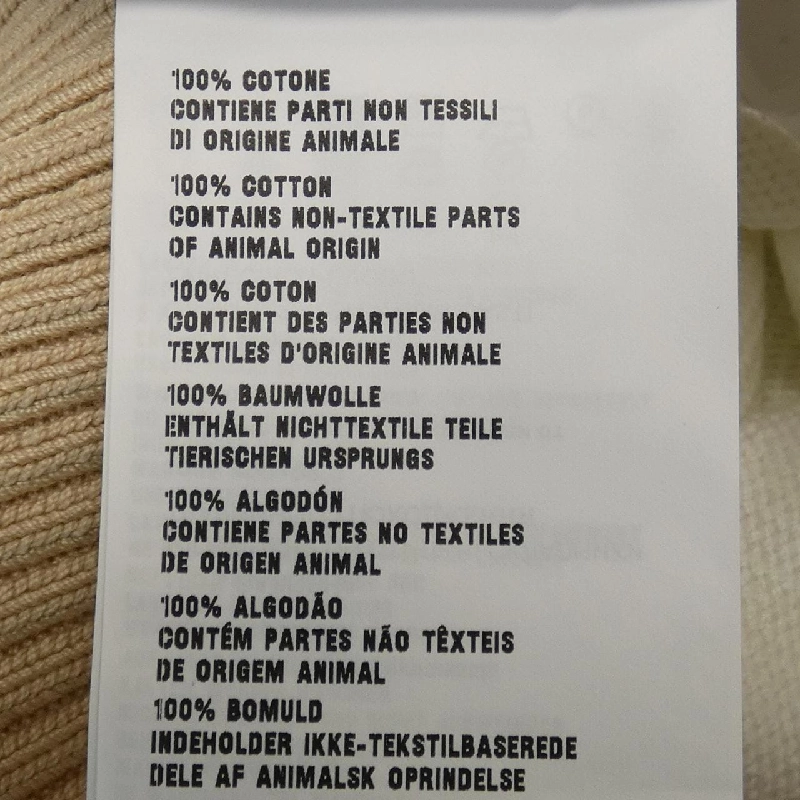 100% COTONE
CONTIENE PARTI NON TESSILI
DI ORIGINE ANIMALE
100% COTTON
CONTAINS NON-TEXTILE PARTS
OF ANIMAL ORIGIN
100% COTON
CONTIENT DES PARTIES NON
TEXTILES D'ORIGINE ANIMALE
100% BAUMWOLLE
ENTHÄLT NICHTTEXTILE TEILE
TIERISCHEN URSPRUNGS
100% ALGODÓN
CONTIENE PARTES NO TEXTILES
DE ORIGEN ANIMAL
100% ALGODÃO
CONTÉM PARTES NÃO TÊXTEIS
DE ORIGEM ANIMAL
100% BOMULD
INDEHOLDER IKKE-TEKSTILBASEREDE
DELE AF ANIMALSK OPRINDELSE